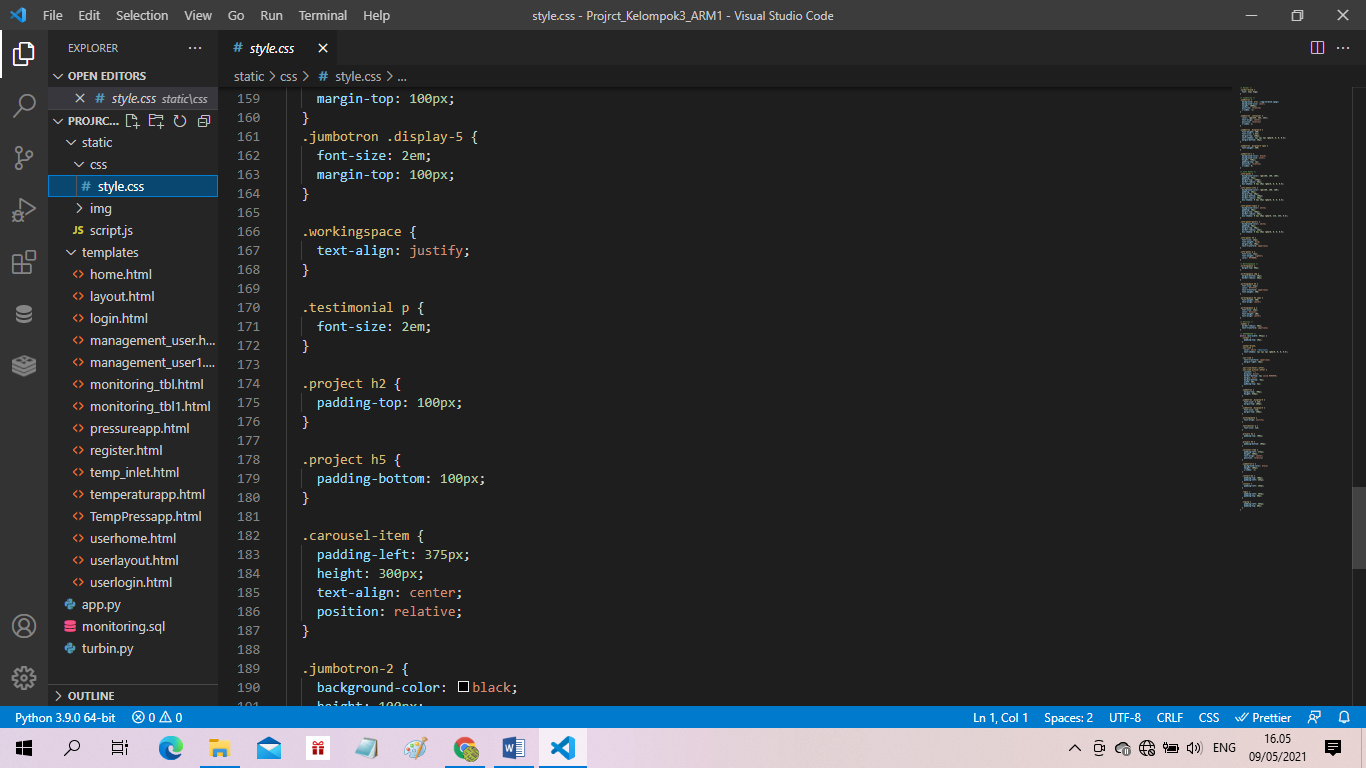 File Edit Selection View Go Run Terminal Help
style.css - Projrct_Kelompok3_ARM1 - Visual Studio Code
EXPLORER
OPEN EDITORS
style.css static\css
PROJRC...
static
css
style.css
img
script.js
templates
home.html
layout.html
login.html
management_user.h...
management_user1....
monitoring_tbl.html
monitoring_tbl1.html
pressureapp.html
register.html
temp_inlet.html
temperaturapp.html
TempPressapp.html
userhome.html
userlayout.html
userlogin.html
app.py
monitoring.sql
turbin.py
OUTLINE
style.css
static > css > # style.css > ...
159 margin-top: 100px;
160 }
161 .jumbotron .display-5 {
162 font-size: 2em;
163 margin-top: 100px;
164 }
165
166 .workingspace {
167 text-align: justify;
168 }
169
170 .testimonial p {
171 font-size: 2em;
172 }
173
174 .project h2 {
175 padding-top: 100px;
176 }
177
178 .project h5 {
179 padding-bottom: 100px;
180 }
181
182 .carousel-item {
183 padding-left: 375px;
184 height: 300px;
185 text-align: center;
186 position: relative;
187 }
188
189 .jumbotron-2 {
190 background-color: black;
191 height: 100px;
Python 3.9.0 64-bit 0 0
Ln 1, Col 1 Spaces: 2 UTF-8 CRLF CSS Prettier
ENG
16.05
09/05/2021